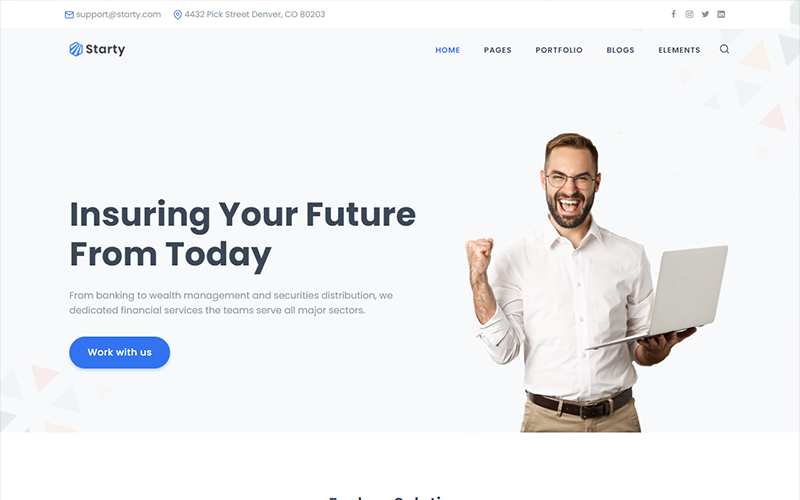 support@starty.com 4432 Pick Street Denver, CO 80203
Starty HOME PAGES PORTFOLIO BLOGS ELEMENTS
Insuring Your Future
From Today
From banking to wealth management and securities distribution, we
dedicated financial services the teams serve all major sectors.
Work with us